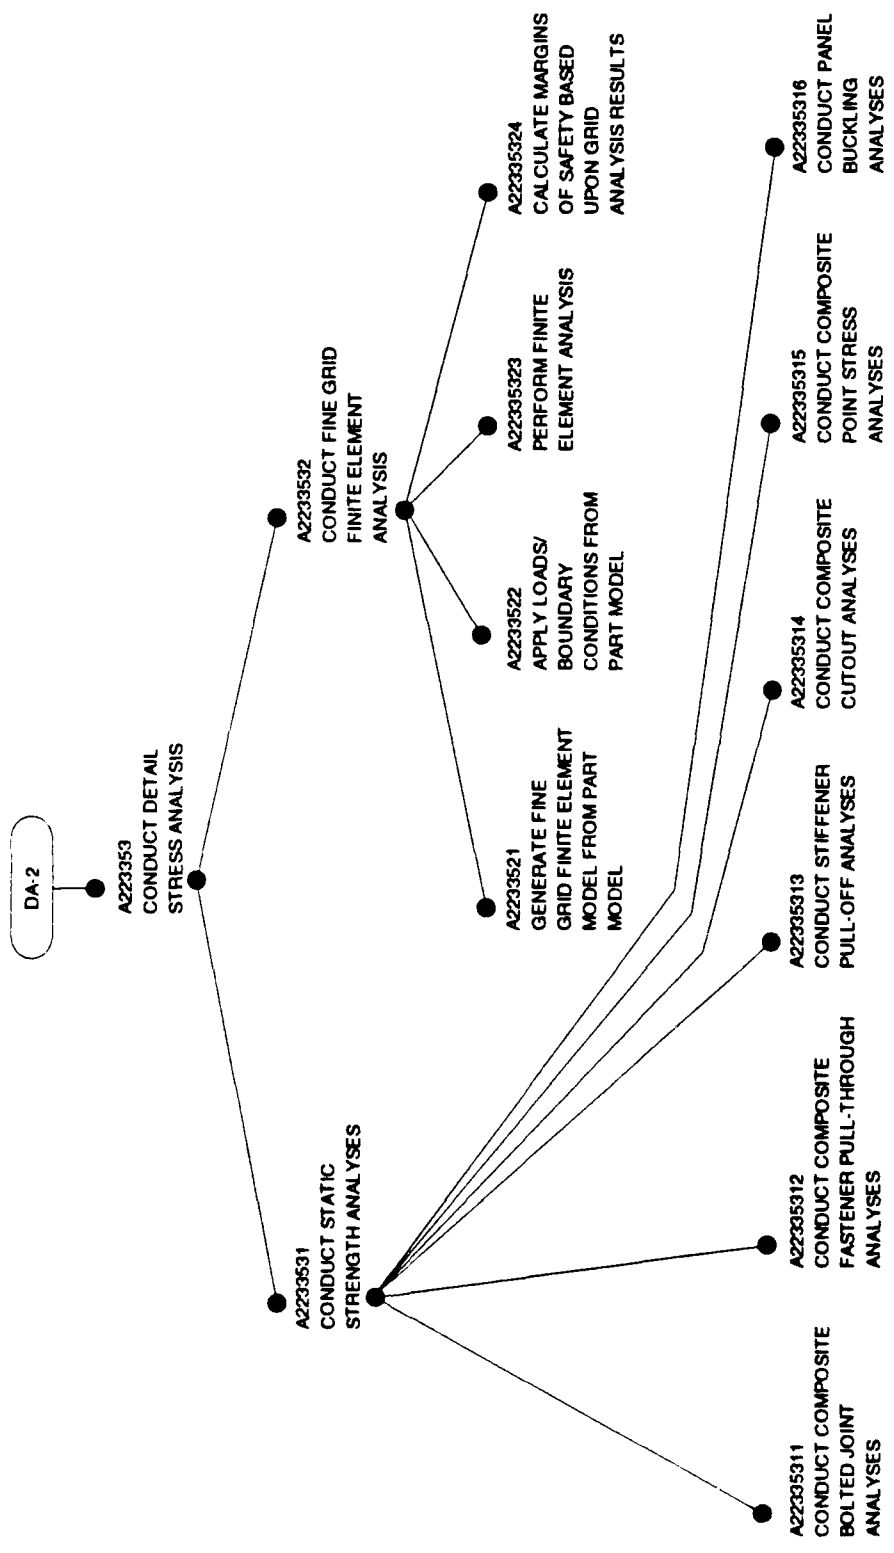 DA-2
A223353
CONDUCT DETAIL
STRESS ANALYSIS
A2233531
CONDUCT STATIC
STRENGTH ANALYSES
A2233532
CONDUCT FINE GRID
FINITE ELEMENT
ANALYSIS
A2233521
GENERATE FINE
GRID FINITE ELEMENT
MODEL FROM PART
MODEL
A2233522
APPLY LOADS/
BOUNDARY
CONDITIONS FROM
PART MODEL
A22335323
PERFORM FINITE
ELEMENT ANALYSIS
A22335324
CALCULATE MARGINS
OF SAFETY BASED
UPON GRID
ANALYSIS RESULTS
A22335311
CONDUCT COMPOSITE
BOLTED JOINT
ANALYSES
A22335312
CONDUCT COMPOSITE
FASTENER PULL-THROUGH
ANALYSES
A22335313
CONDUCT STIFFENER
PULL-OFF ANALYSES
A22335314
CONDUCT COMPOSITE
CUTOUT ANALYSES
A22335315
CONDUCT COMPOSITE
POINT STRESS
ANALYSES
A22335316
CONDUCT PANEL
BUCKLING
ANALYSES